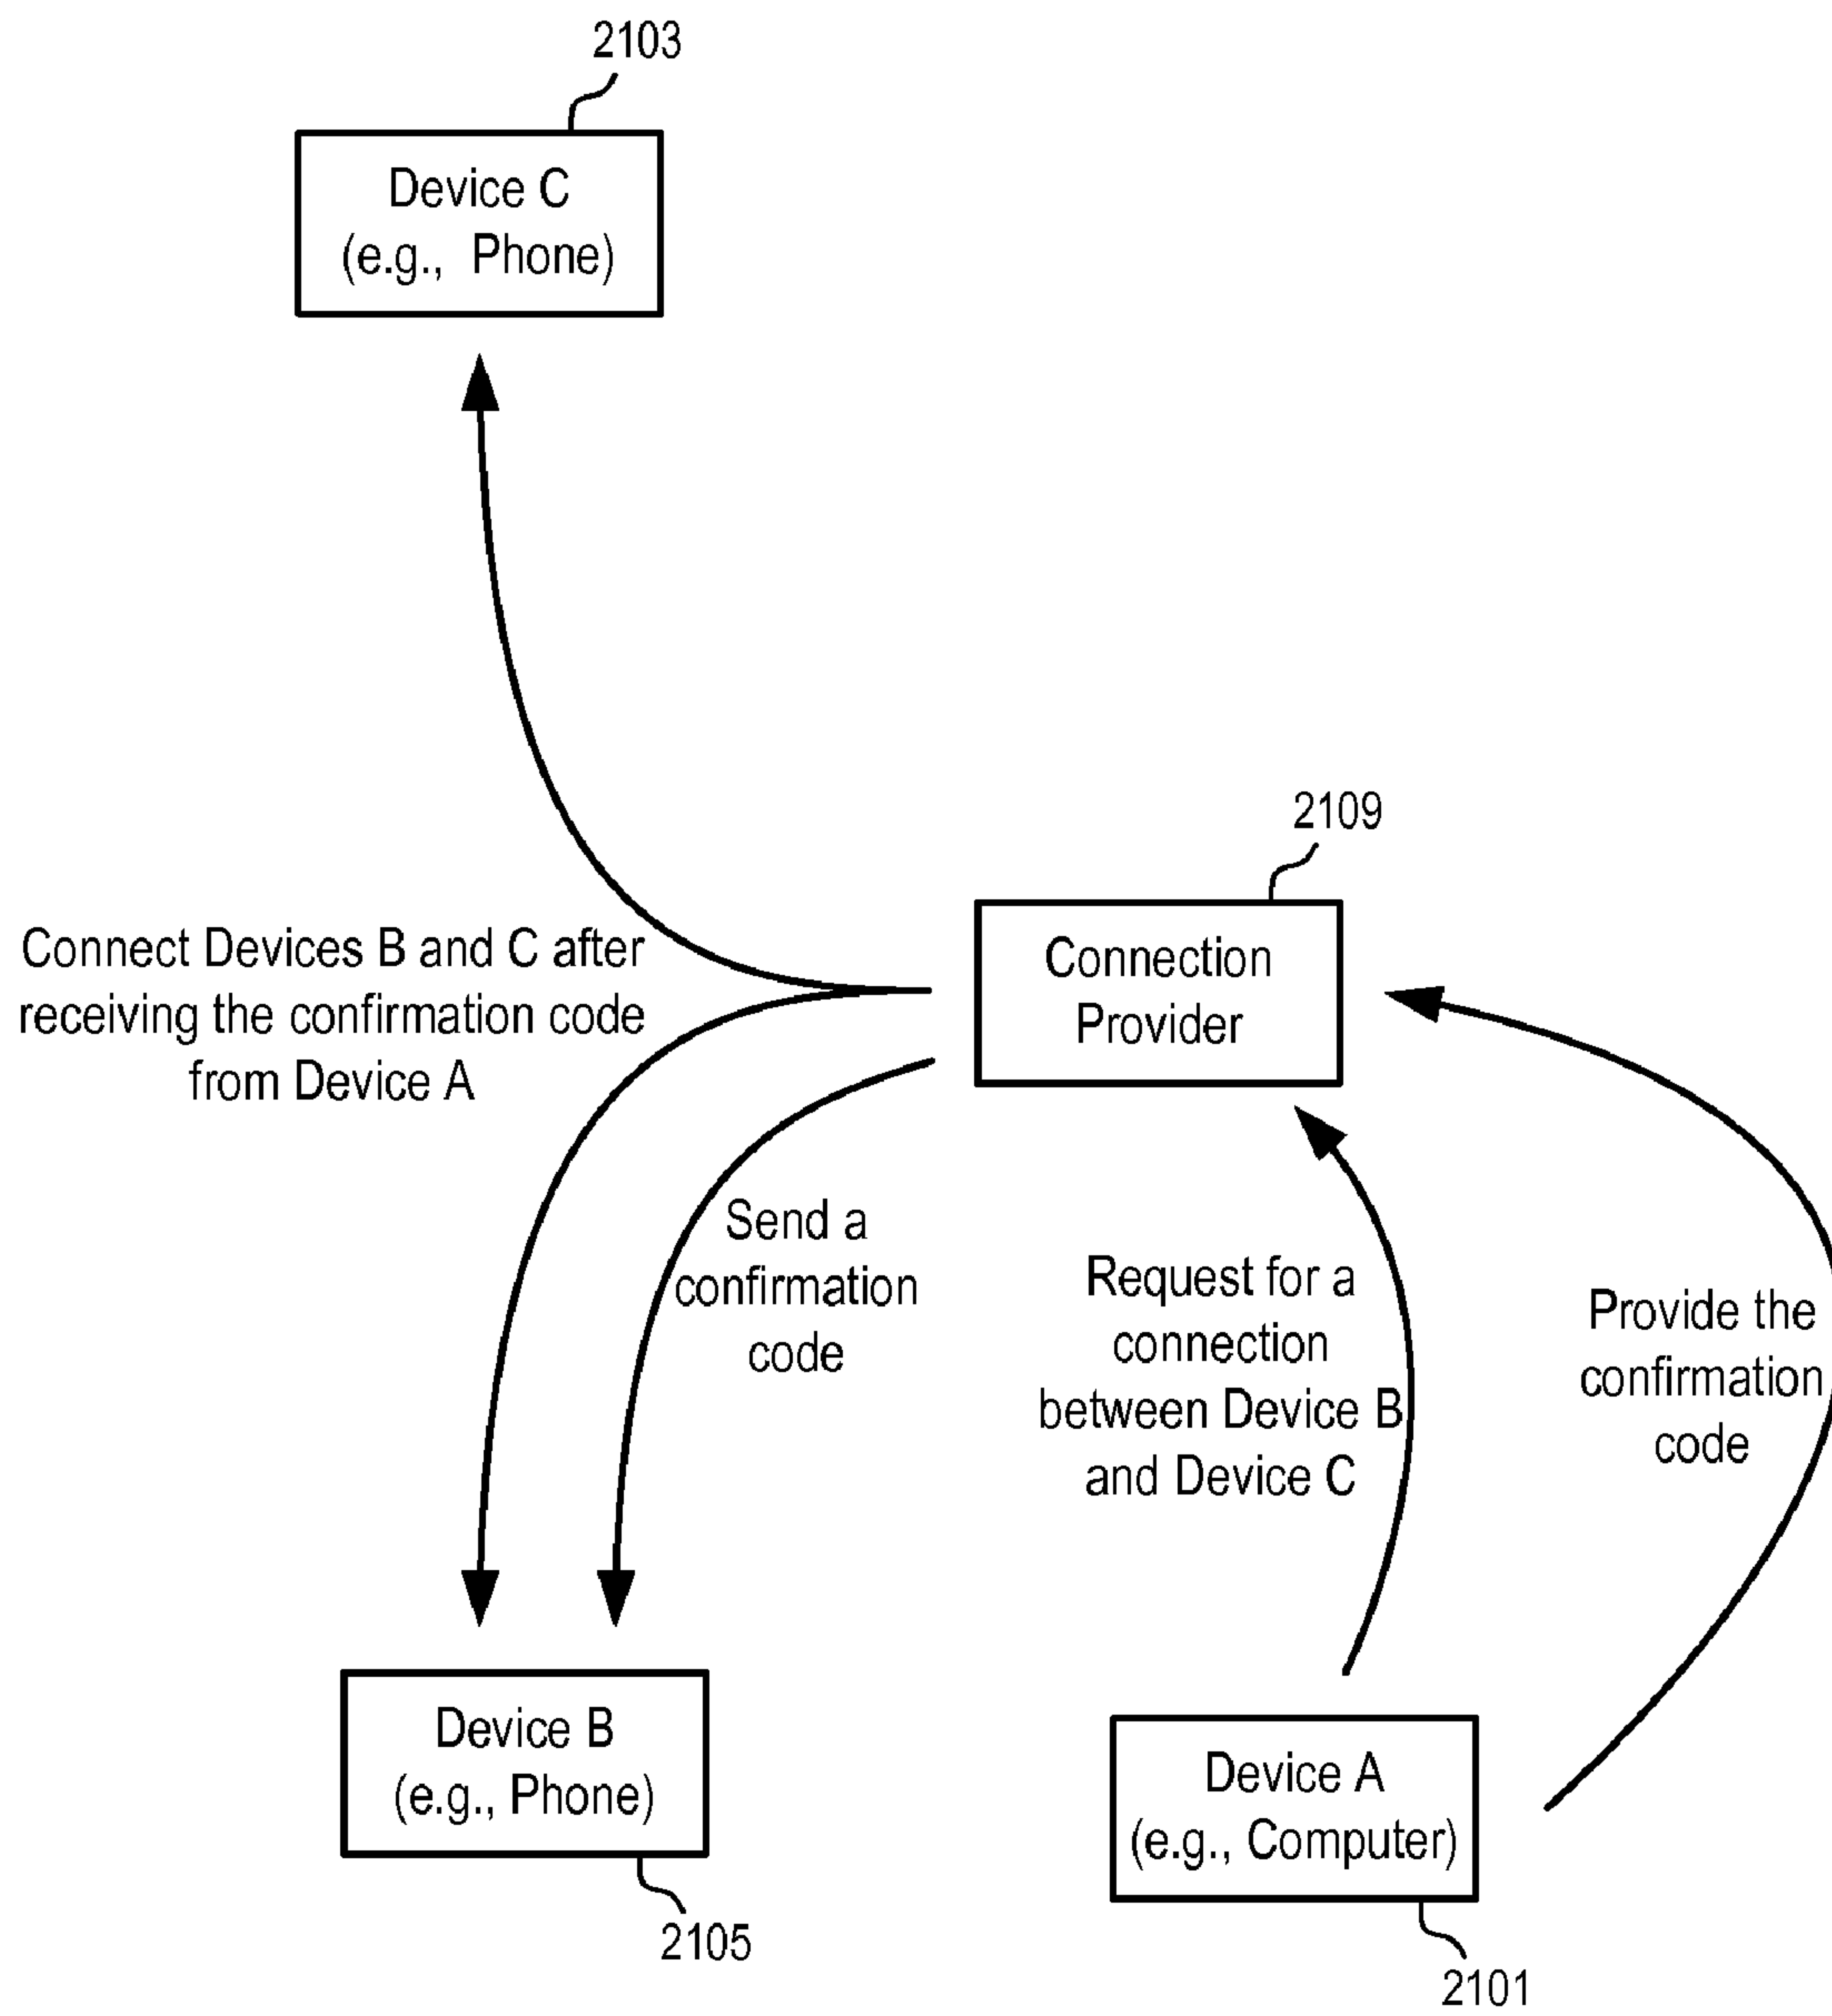 2103
Device C
(e.g., Phone)
2109
Connection
Provider
Connect Devices B and C after
receiving the confirmation code
from Device A
Send a
confirmation
code
Request for a
connection
between Device B
and Device C
Provide the
confirmation
code
Device B
(e.g., Phone)
2105
Device A
(e.g., Computer)
2101